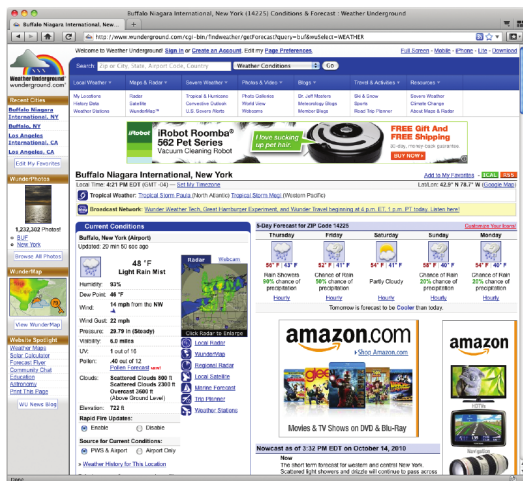 Buffalo Niagara International, New York (14225) Conditions & Forecast : Weather Underground
Buffalo Niagara International, New...
http://www.wunderground.com/cgi-bin/findweather/getForecast?query=buf&wuSelect=WEATHER
Welcome to Weather Underground Sign In or Create an Account. Edit my Page Preferences.
Full Screen - Mobile - iPhone - Lite - Download
Weather Underground
wunderground.com
Search: Zip or City, State, Airport Code, Country
Weather Conditions
Go
Local Weather Maps & Radar Severe Weather Photos & Video Blogs Travel & Activities Resources
My Locations Radar Tropical & Hurricane Photo Galleries Dr. Jeff Masters Ski & Snow Severe Weather
History Data Satellite Convective Outlook World View Meteorology Blogs Sports Climate Change
Weather Stations WunderMap U.S. Severe Alerts Webcams Member Blogs Road Trip Planner About Maps & Radar
Recent Cities
Buffalo Niagara
International, NY
Buffalo, NY
Los Angeles
International, CA
Los Angeles, CA
Edit My Favorites
iRobot
iRobot Roomba®
562 Pet Series
Vacuum Cleaning Robot
I love sucking
up pet hair.
FREE Gift And
FREE Shipping
BUY NOW
Buffalo Niagara International, New York
Add to My Favorites - ICAL RSS
Local Time: 4:21 PM EDT (GMT -04) — Set My Timezone
Lat/Lon: 42.9° N 78.7° W (Google Map)
Tropical Weather: Tropical Storm Paula (North Atlantic) Tropical Storm Megi (Western Pacific)
Broadcast Network: Wunder Weather Tech, Great Hamburger Experiment, and Wunder Travel beginning at 4 p.m. ET, 1 p.m. PT today. Listen here!
WunderPhotos
1,232,302 Photos!
BUF
New York
Browse All Photos
WunderMap
View WunderMap
Website Spotlight
Weather Maps
Solar Calculator
Forecast Flyer
Community Chat
Education
Astronomy
Print This Page
WU News Blog
Current Conditions
Buffalo, New York (Airport)
Updated: 20 min 50 sec ago
48 °F
Light Rain Mist
Humidity: 93%
Dew Point: 46 °F
Wind: 14 mph from the NW
Wind Gust: 22 mph
Pressure: 29.79 in (Steady)
Visibility: 6.0 miles
UV: 1 out of 16
Pollen: .40 out of 12
Pollen Forecast new!
Clouds: Scattered Clouds 800 ft
Scattered Clouds 2300 ft
Overcast 2600 ft
(Above Ground Level)
Elevation: 722 ft
Rapid Fire Updates:
Enable Disable
Source for Current Conditions:
PWS & Airport Airport Only
» Weather History for This Location
Radar Webcam
Click Radar to Enlarge
Local Radar
WunderMap
Regional Radar
Local Satellite
Marine Forecast
Trip Planner
Weather Stations
5-Day Forecast for ZIP Code 14225
Customize Your Icons!
Thursday Friday Saturday Sunday Monday
Rain Showers
90% chance of
precipitation
Hourly
Chance of Rain
50% chance of
precipitation
Hourly
54° F | 41° F
Partly Cloudy
Hourly
Chance of Rain
20% chance of
precipitation
Hourly
Chance of Rain
20% chance of
precipitation
Hourly
Tomorrow is forecast to be Cooler than today.
amazon.com
Shop Amazon.com
glee
Movies & TV Shows on DVD & Blu-Ray
amazon
HDTVs
Navigation
Nowcast as of 3:32 PM EDT on October 14, 2010
Now
The short term forecast for western and central New York.
Scattered light showers and drizzle will continue to pass across
Done